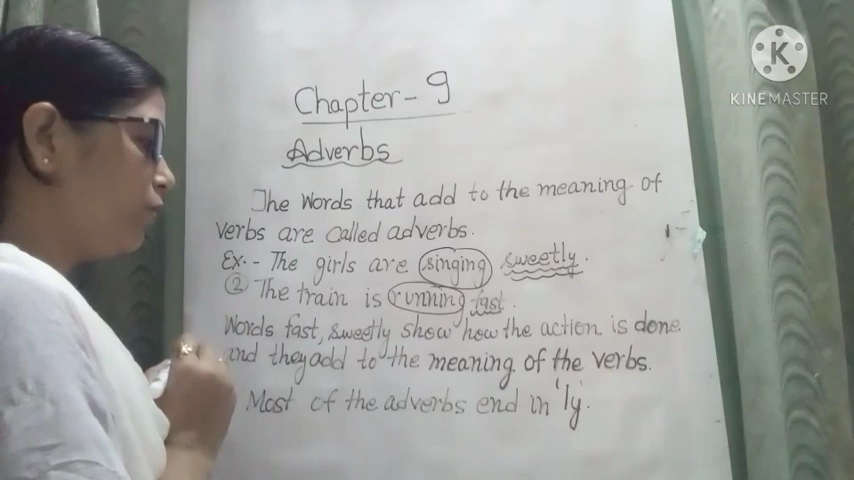 Chapter - 9
Adverbs
The words that add to the meaning of
verbs are called adverbs.
Ex. - The girls are singing sweetly.
② The train is running fast.
Words fast, sweetly show how the action is done
and they add to the meaning of the verbs.
Most of the adverbs end in 'ly'.
K
KINEMASTER